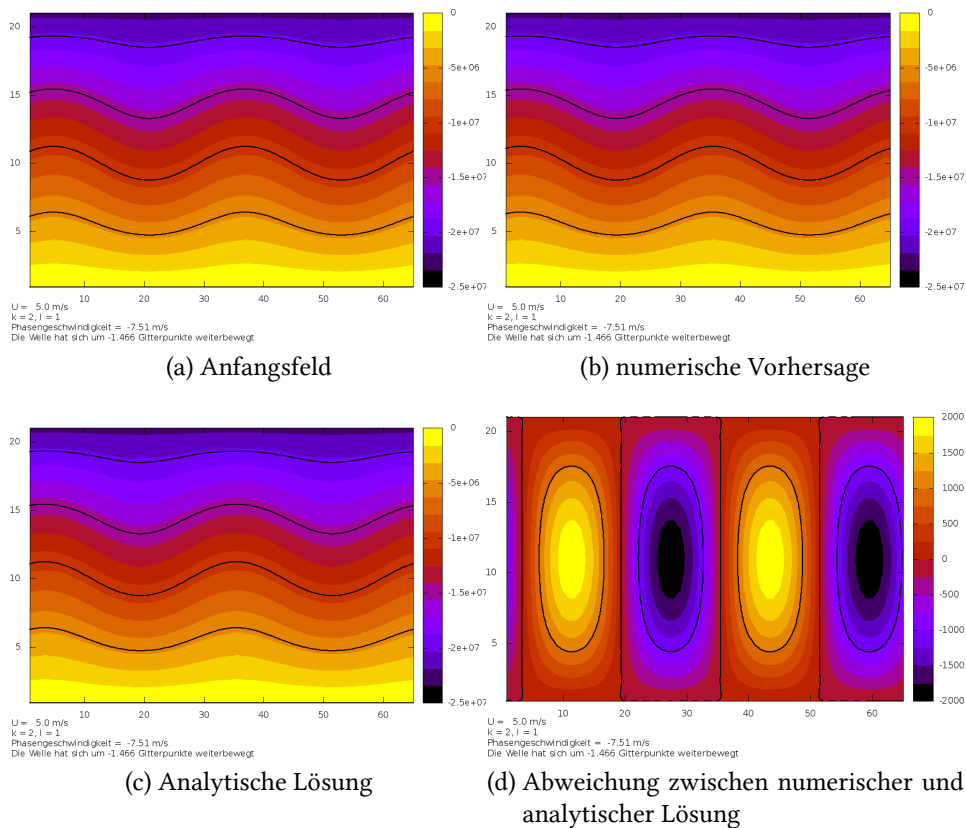 20
15
10
5
10 20 30 40 50 60
0
-5e+06
-1e+07
-1.5e+07
-2e+07
-2.5e+07
U = 5.0 m/s
k = 2, l = 1
Phasengeschwindigkeit = -7.51 m/s
Die Welle hat sich um -1.466 Gitterpunkte weiterbewegt
(a) Anfangsfeld
20
15
10
5
10 20 30 40 50 60
0
-5e+06
-1e+07
-1.5e+07
-2e+07
-2.5e+07
U = 5.0 m/s
k = 2, l = 1
Phasengeschwindigkeit = -7.51 m/s
Die Welle hat sich um -1.466 Gitterpunkte weiterbewegt
(b) numerische Vorhersage
20
15
10
5
10 20 30 40 50 60
0
-5e+06
-1e+07
-1.5e+07
-2e+07
-2.5e+07
U = 5.0 m/s
k = 2, l = 1
Phasengeschwindigkeit = -7.51 m/s
Die Welle hat sich um -1.466 Gitterpunkte weiterbewegt
(c) Analytische Lösung
20
15
10
5
10 20 30 40 50 60
2000
1500
1000
500
0
-500
-1000
-1500
-2000
U = 5.0 m/s
k = 2, l = 1
Phasengeschwindigkeit = -7.51 m/s
Die Welle hat sich um -1.466 Gitterpunkte weiterbewegt
(d) Abweichung zwischen numerischer und
analytischer Lösung